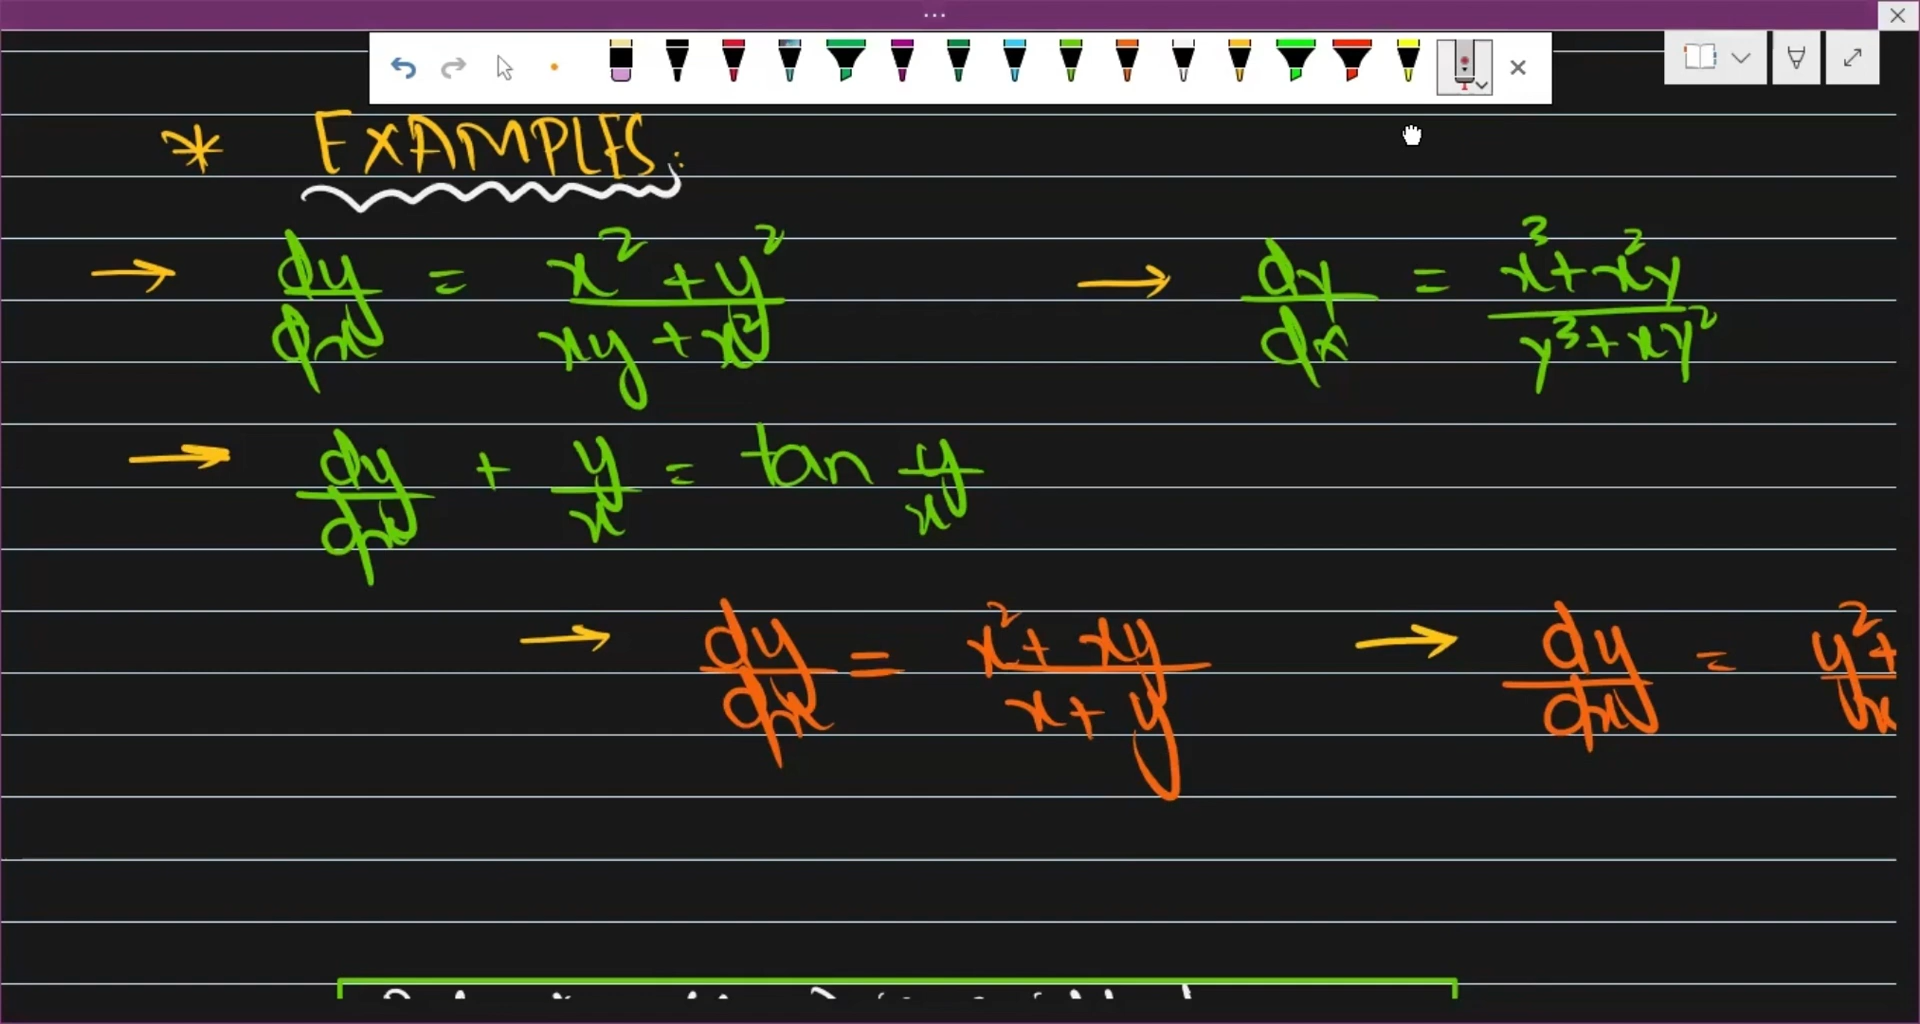 * EXAMPLES:
→ dy/dx = x² + y² / xy + x² → dy/dx = x³ + x²y / y³ + xy²
→ dy/dx + y/x = tan y/x
→ dy/dx = x² + xy / x + y → dy/dx = y² +